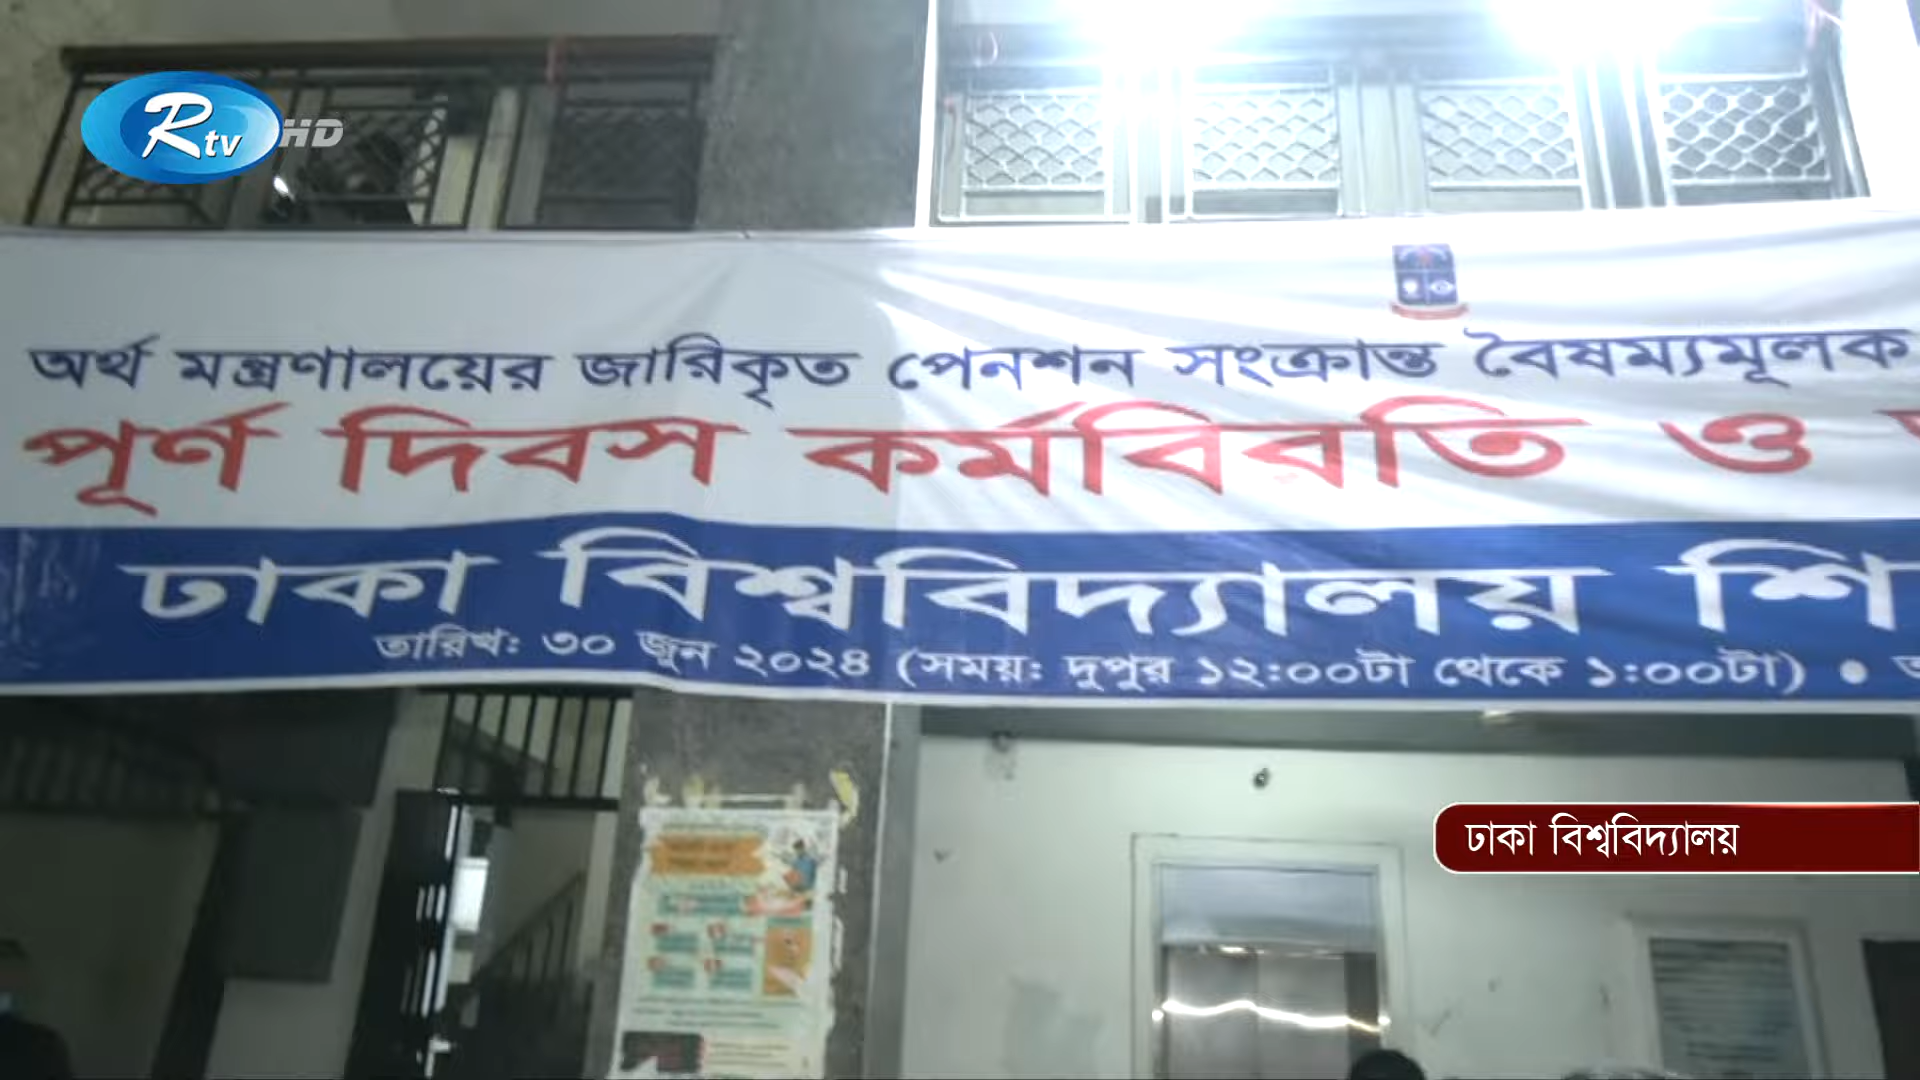 Rtv HD
অর্থ মন্ত্রণালয়ের জারিকৃত পেনশন সংক্রান্ত বৈষম্যমূলক
পূর্ণ দিবস কর্মবিরতি ও
ঢাকা বিশ্ববিদ্যালয় শি
তারিখ: ৩০ জুন ২০২৪ (সময়: দুপুর ১২:০০টা থেকে ১:০০টা) •
ঢাকা বিশ্ববিদ্যালয়